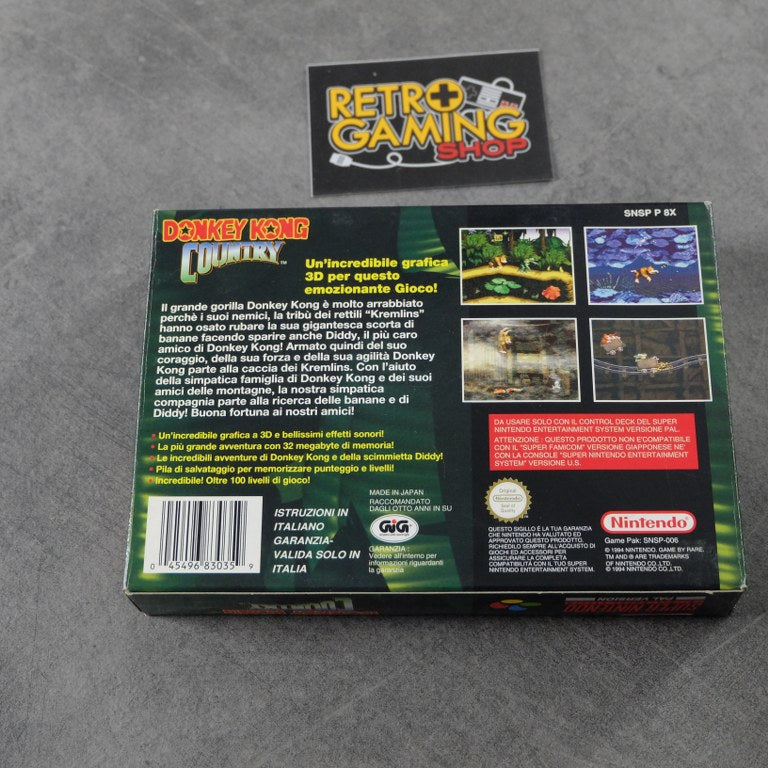 RETRO
GAMING
SHOP
SNSP P 8X
DONKEY KONG
COUNTRY™
Un'incredibile grafica
3D per questo
emozionante Gioco!
Il grande gorilla Donkey Kong è molto arrabbiato
perchè i suoi nemici, la tribù dei rettili “Kremlins”
hanno osato rubare la sua gigantesca scorta di
banane facendo sparire anche Diddy, il più caro
amico di Donkey Kong! Armato quindi del suo
coraggio, della sua forza e della sua agilità Donkey
Kong parte alla caccia dei Kremlins. Con l'aiuto
della simpatica famiglia di Donkey Kong e dei suoi
amici delle montagne, la nostra simpatica
compagnia parte alla ricerca delle banane e di
Diddy! Buona fortuna ai nostri amici!
• Un'incredibile grafica a 3D e bellissimi effetti sonori!
• La più grande avventura con 32 megabyte di memoria!
• Le incredibili avventure di Donkey Kong e della scimmietta Diddy!
• Pila di salvataggio per memorizzare punteggio e livelli!
• Incredibile! Oltre 100 livelli di gioco!
DA USARE SOLO CON IL CONTROL DECK DEL SUPER
NINTENDO ENTERTAINMENT SYSTEM VERSIONE PAL.
ATTENZIONE : QUESTO PRODOTTO NON E'COMPATIBILE
CON IL "SUPER FAMICOM" VERSIONE GIAPPONESE NE'
CON LA CONSOLE "SUPER NINTENDO ENTERTAINMENT
SYSTEM" VERSIONE U.S.
0 45496 83035 9
ISTRUZIONI IN
ITALIANO
GARANZIA-
VALIDA SOLO IN
ITALIA
MADE IN JAPAN
RACCOMANDATO
DAGLI OTTO ANNI IN SU
GIG
GARANZIA :
Vedere all'interno per
informazioni riguardanti
la garanzia
Original
Nintendo
Seal of
Quality
QUESTO SIGILLO È LA TUA GARANZIA
CHE NINTENDO HA VALUTATO ED
APPROVATO QUESTO PRODOTTO.
RICHIEDILO SEMPRE ALL'ACQUISTO DI
GIOCHI ED ACCESSORI PER
ASSICURARE LA COMPLETA
COMPATIBILITÀ CON IL TUO SUPER
NINTENDO ENTERTAINMENT SYSTEM.
Nintendo®
Game Pak: SNSP-006
© 1994 NINTENDO. GAME BY RARE.
TM AND ® ARE TRADEMARKS
OF NINTENDO CO.,LTD.
© 1994 NINTENDO CO.,LTD.
COUNTRY
SUPER NINTENDO
PAL VERSION